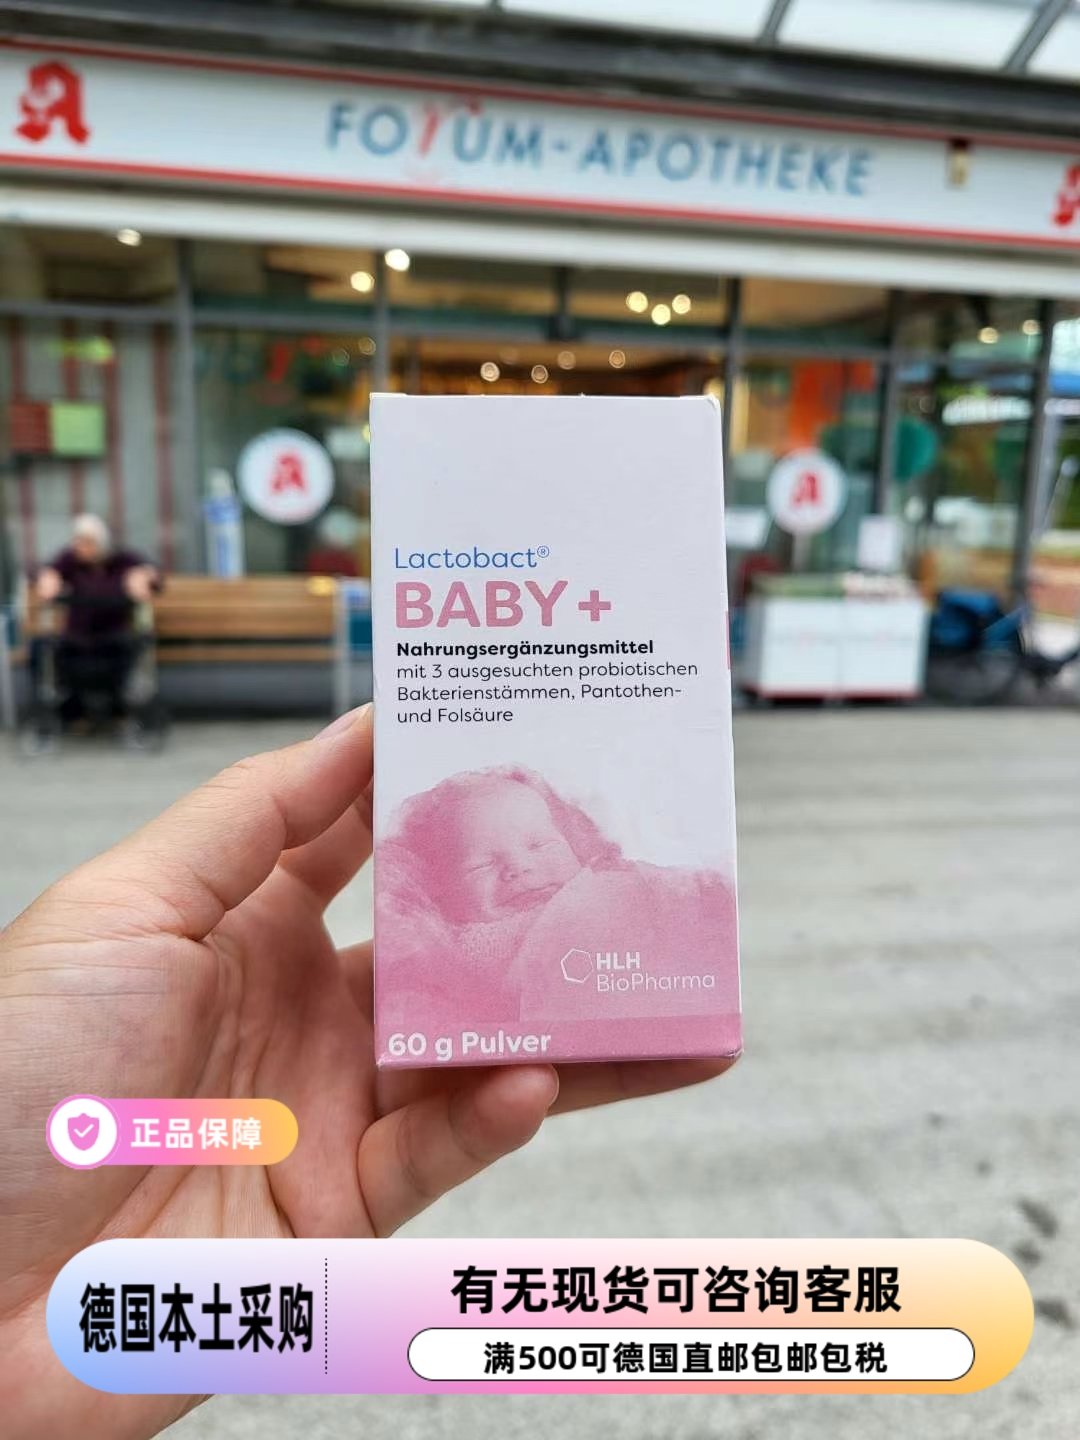 FORUM-APOTHEKE
Lactobact®
BABY+
Nahrungsergänzungsmittel
mit 3 ausgesuchten probiotischen
Bakterienstämmen, Pantothen-
und Folsäure
HLH
BioPharma
60 g Pulver
正品保障
德国本土采购
有无现货可咨询客服
满500可德国直邮包邮包税